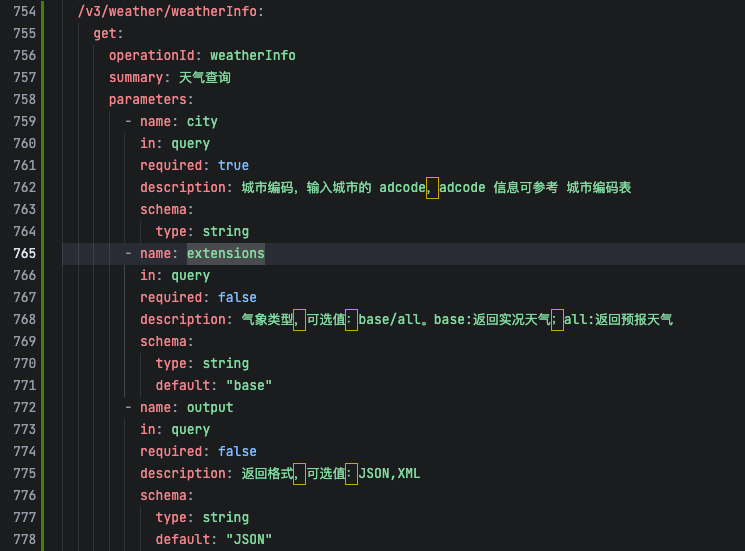 754 /v3/weather/weatherInfo:
755 get:
756 operationId: weatherInfo
757 summary: 天气查询
758 parameters:
759 - name: city
760 in: query
761 required: true
762 description: 城市编码，输入城市的 adcode，adcode 信息可参考 城市编码表
763 schema:
764 type: string
765 - name: extensions
766 in: query
767 required: false
768 description: 气象类型，可选值：base/all。base:返回实况天气；all:返回预报天气
769 schema:
770 type: string
771 default: "base"
772 - name: output
773 in: query
774 required: false
775 description: 返回格式，可选值：JSON,XML
776 schema:
777 type: string
778 default: "JSON"